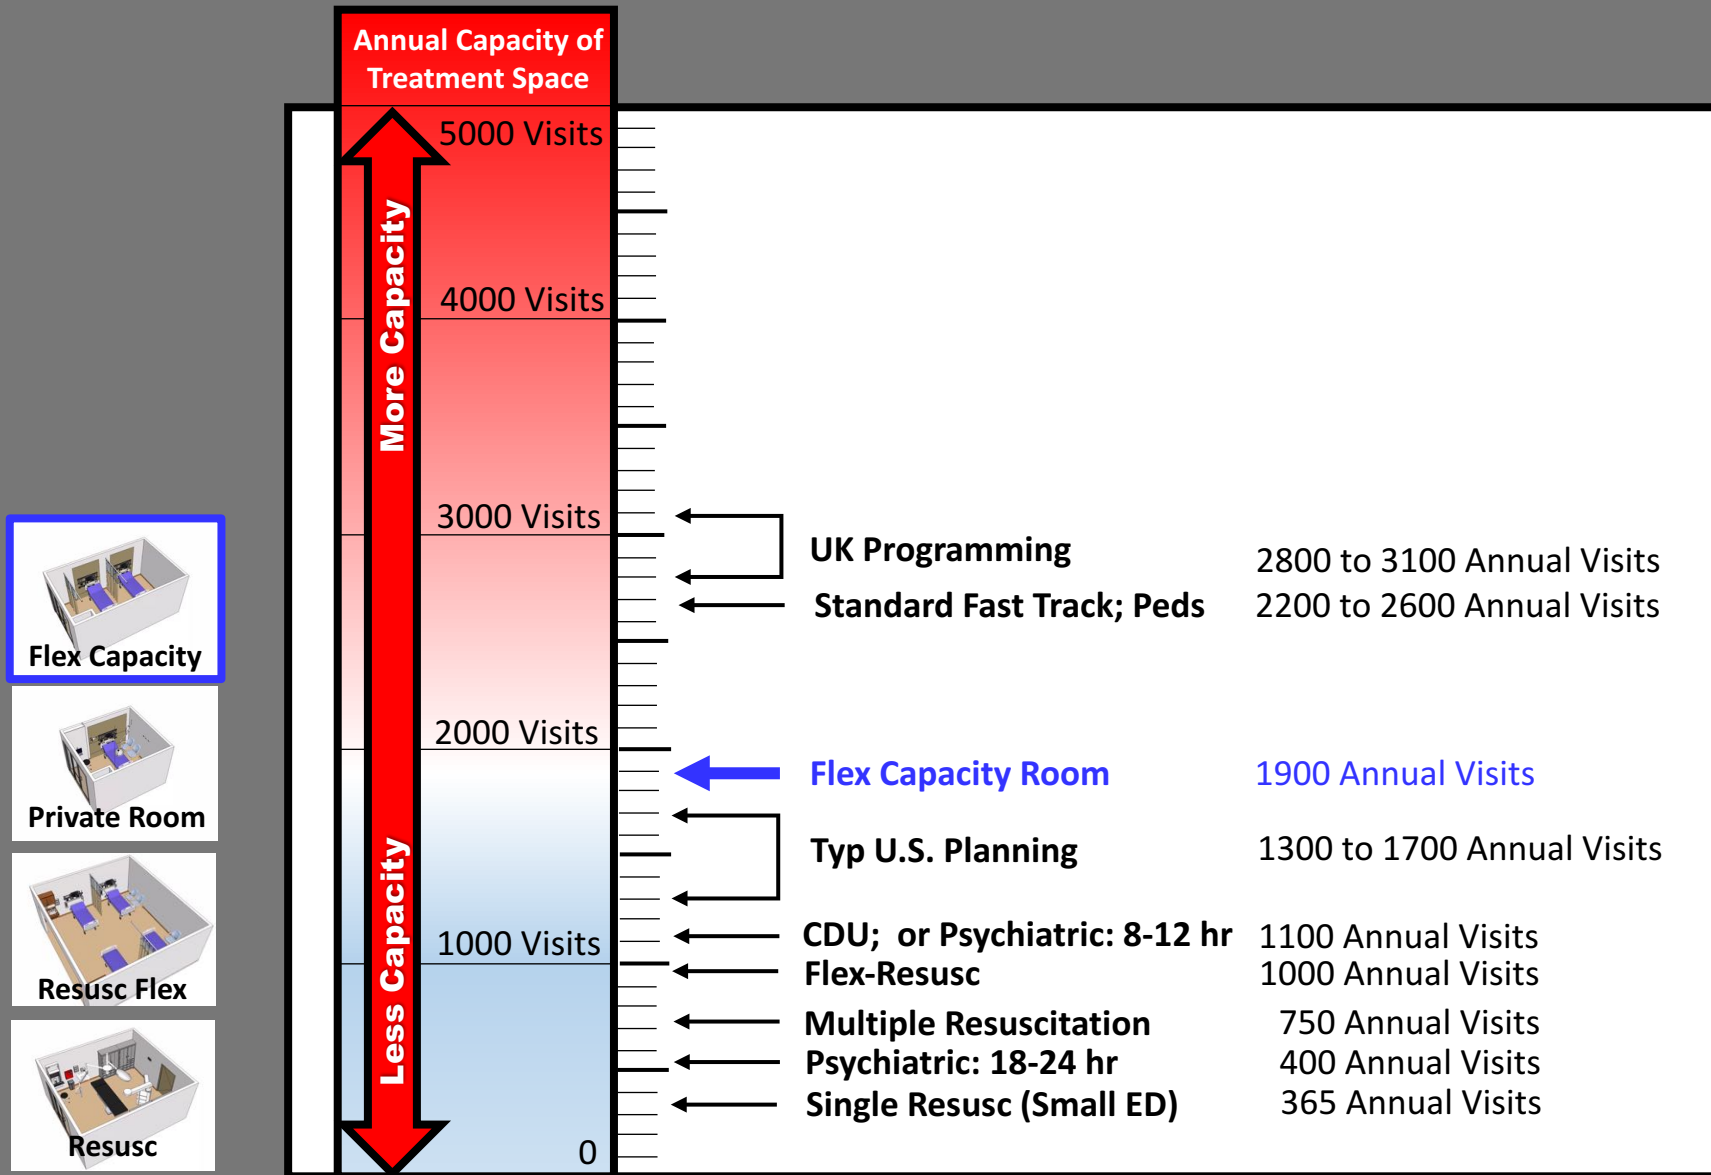 Annual Capacity of
Treatment Space
5000 Visits
4000 Visits
3000 Visits
2000 Visits
1000 Visits
0
More Capacity
Less Capacity
Flex Capacity
Private Room
Resusc Flex
Resusc
UK Programming 2800 to 3100 Annual Visits
Standard Fast Track; Peds 2200 to 2600 Annual Visits
Flex Capacity Room 1900 Annual Visits
Typ U.S. Planning 1300 to 1700 Annual Visits
CDU; or Psychiatric: 8-12 hr 1100 Annual Visits
Flex-Resusc 1000 Annual Visits
Multiple Resuscitation 750 Annual Visits
Psychiatric: 18-24 hr 400 Annual Visits
Single Resusc (Small ED) 365 Annual Visits